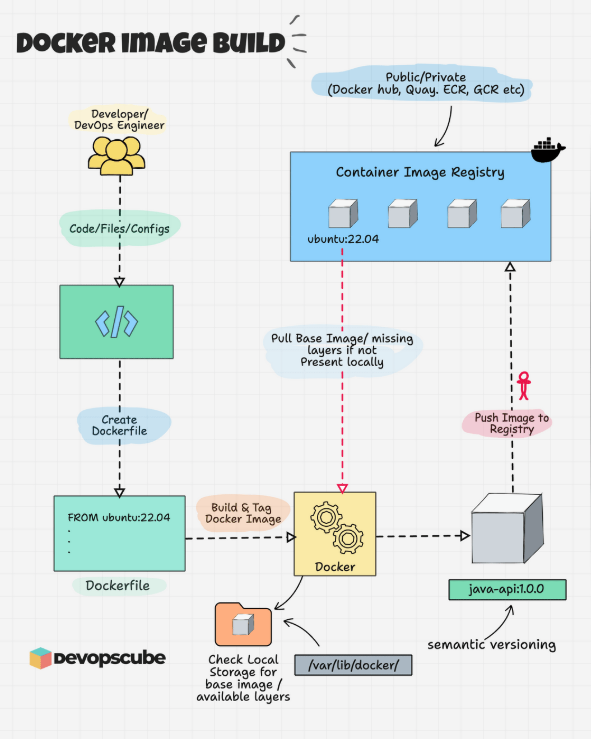 DOCKER IMAGE BUILD
Public/Private
(Docker hub, Quay. ECR, GCR etc)
Developer/
DevOps Engineer
Container Image Registry
ubuntu:22.04
Code/Files/Configs
</>
Pull Base Image/ missing
layers if not
Present locally
Create
Dockerfile
Push Image to
Registry
FROM ubuntu:22.04
.
.
.
Dockerfile
Build & Tag
Docker Image
Docker
java-api:1.0.0
semantic versioning
Check Local
Storage for
base image /
available layers
/var/lib/docker/
DEVOPSCUBE